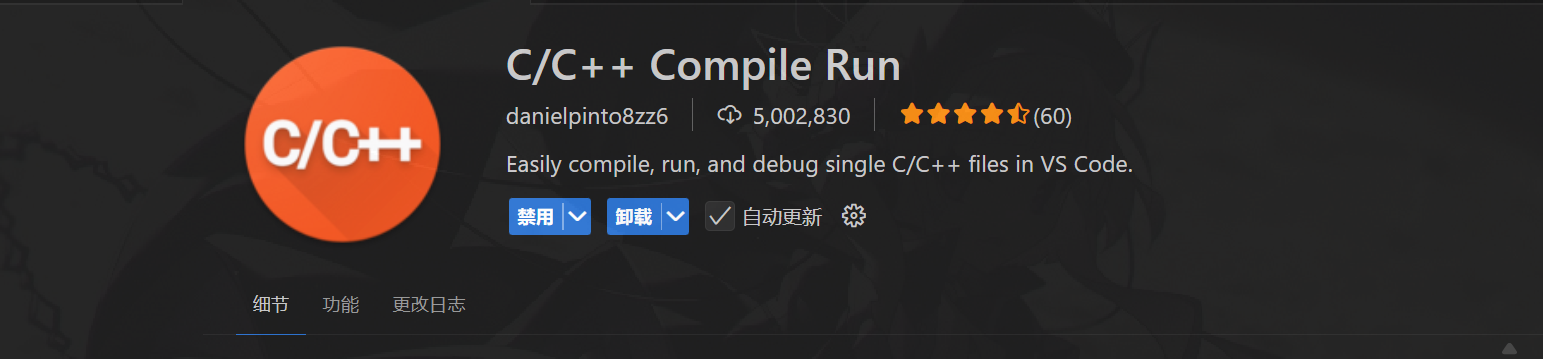 C/C++
C/C++ Compile Run
danielpinto8zz6 5,002,830 (60)
Easily compile, run, and debug single C/C++ files in VS Code.
禁用 卸载 自动更新
细节 功能 更改日志